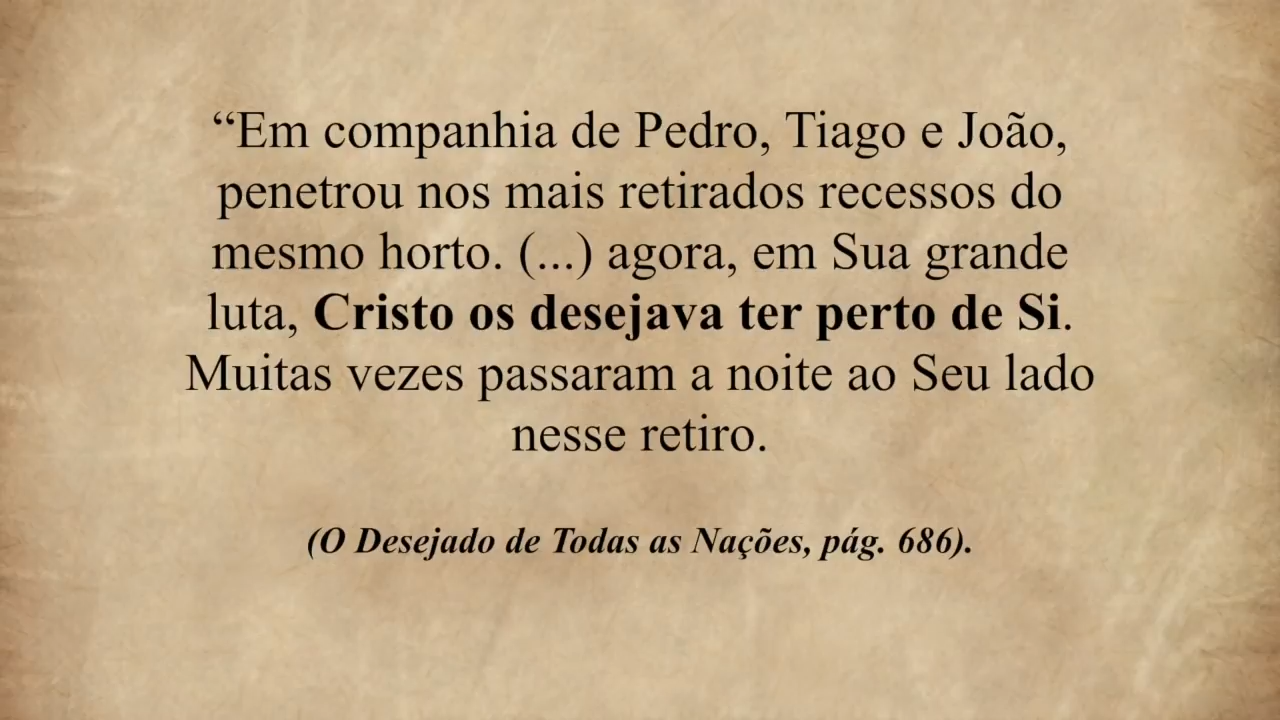 “Em companhia de Pedro, Tiago e João,
penetrou nos mais retirados recessos do
mesmo horto. (...) agora, em Sua grande
luta, Cristo os desejava ter perto de Si.
Muitas vezes passaram a noite ao Seu lado
nesse retiro.
(O Desejado de Todas as Nações, pág. 686).